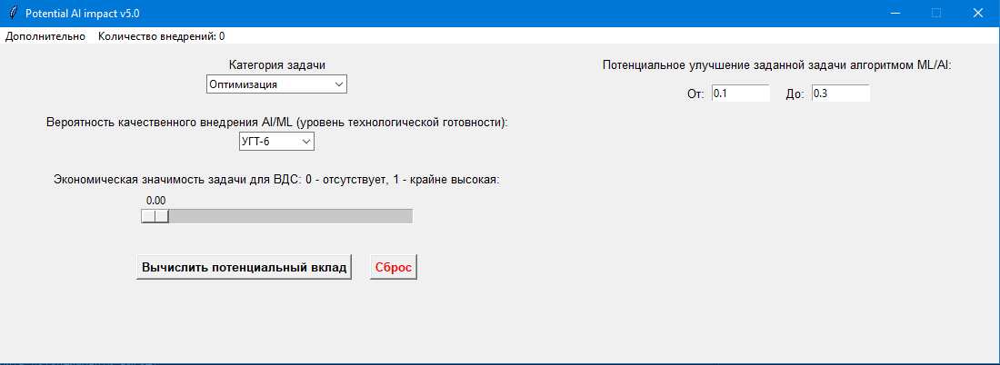 Potential AI impact v5.0
Дополнительно Количество внедрений: 0
Категория задачи
Оптимизация
Вероятность качественного внедрения AI/ML (уровень технологической готовности):
УГТ-6
Экономическая значимость задачи для ВДС: 0 - отсутствует, 1 - крайне высокая:
0.00
Вычислить потенциальный вклад Сброс
Потенциальное улучшение заданной задачи алгоритмом ML/AI:
От: 0.1 До: 0.3